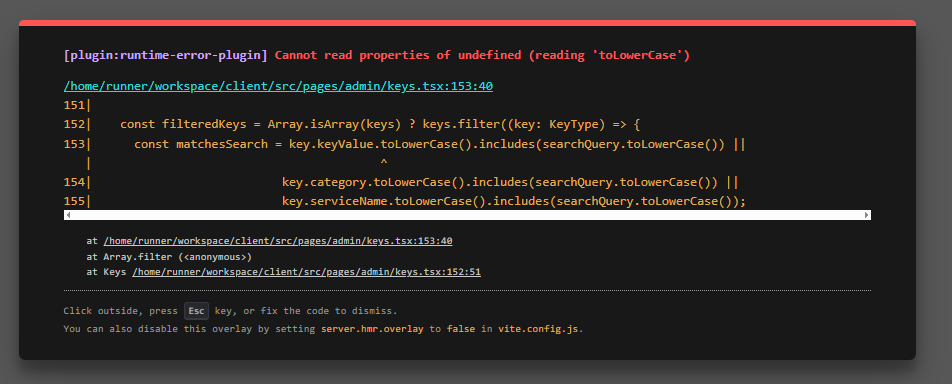 [plugin:runtime-error-plugin] Cannot read properties of undefined (reading 'toLowerCase')
/home/runner/workspace/client/src/pages/admin/keys.tsx:153:40
151|
152|    const filteredKeys = Array.isArray(keys) ? keys.filter((key: KeyType) => {
153|      const matchesSearch = key.keyValue.toLowerCase().includes(searchQuery.toLowerCase()) ||
   |                                        ^
154|                           key.category.toLowerCase().includes(searchQuery.toLowerCase()) ||
155|                           key.serviceName.toLowerCase().includes(searchQuery.toLowerCase());
at /home/runner/workspace/client/src/pages/admin/keys.tsx:153:40
at Array.filter (<anonymous>)
at Keys /home/runner/workspace/client/src/pages/admin/keys.tsx:152:51
Click outside, press Esc key, or fix the code to dismiss.
You can also disable this overlay by setting server.hmr.overlay to false in vite.config.js.